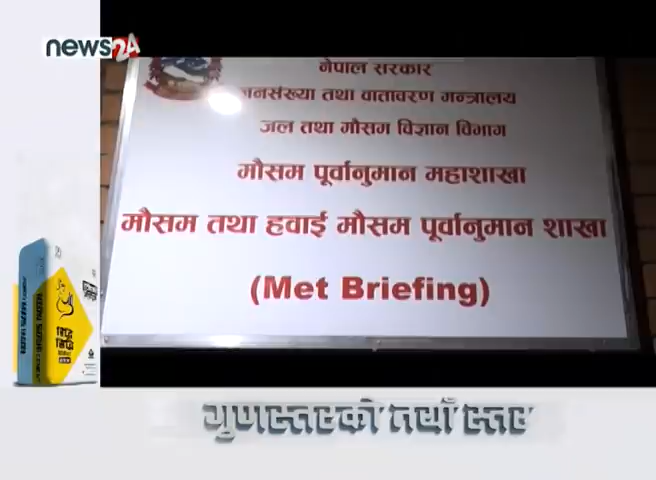 news24
नेपाल सरकार
जनसंख्या तथा वातावरण मन्त्रालय
जल तथा मौसम विज्ञान विभाग
मौसम पूर्वानुमान महाशाखा
मौसम तथा हवाई मौसम पूर्वानुमान शाखा
(Met Briefing)
गुणस्तरको नयाँ स्तर